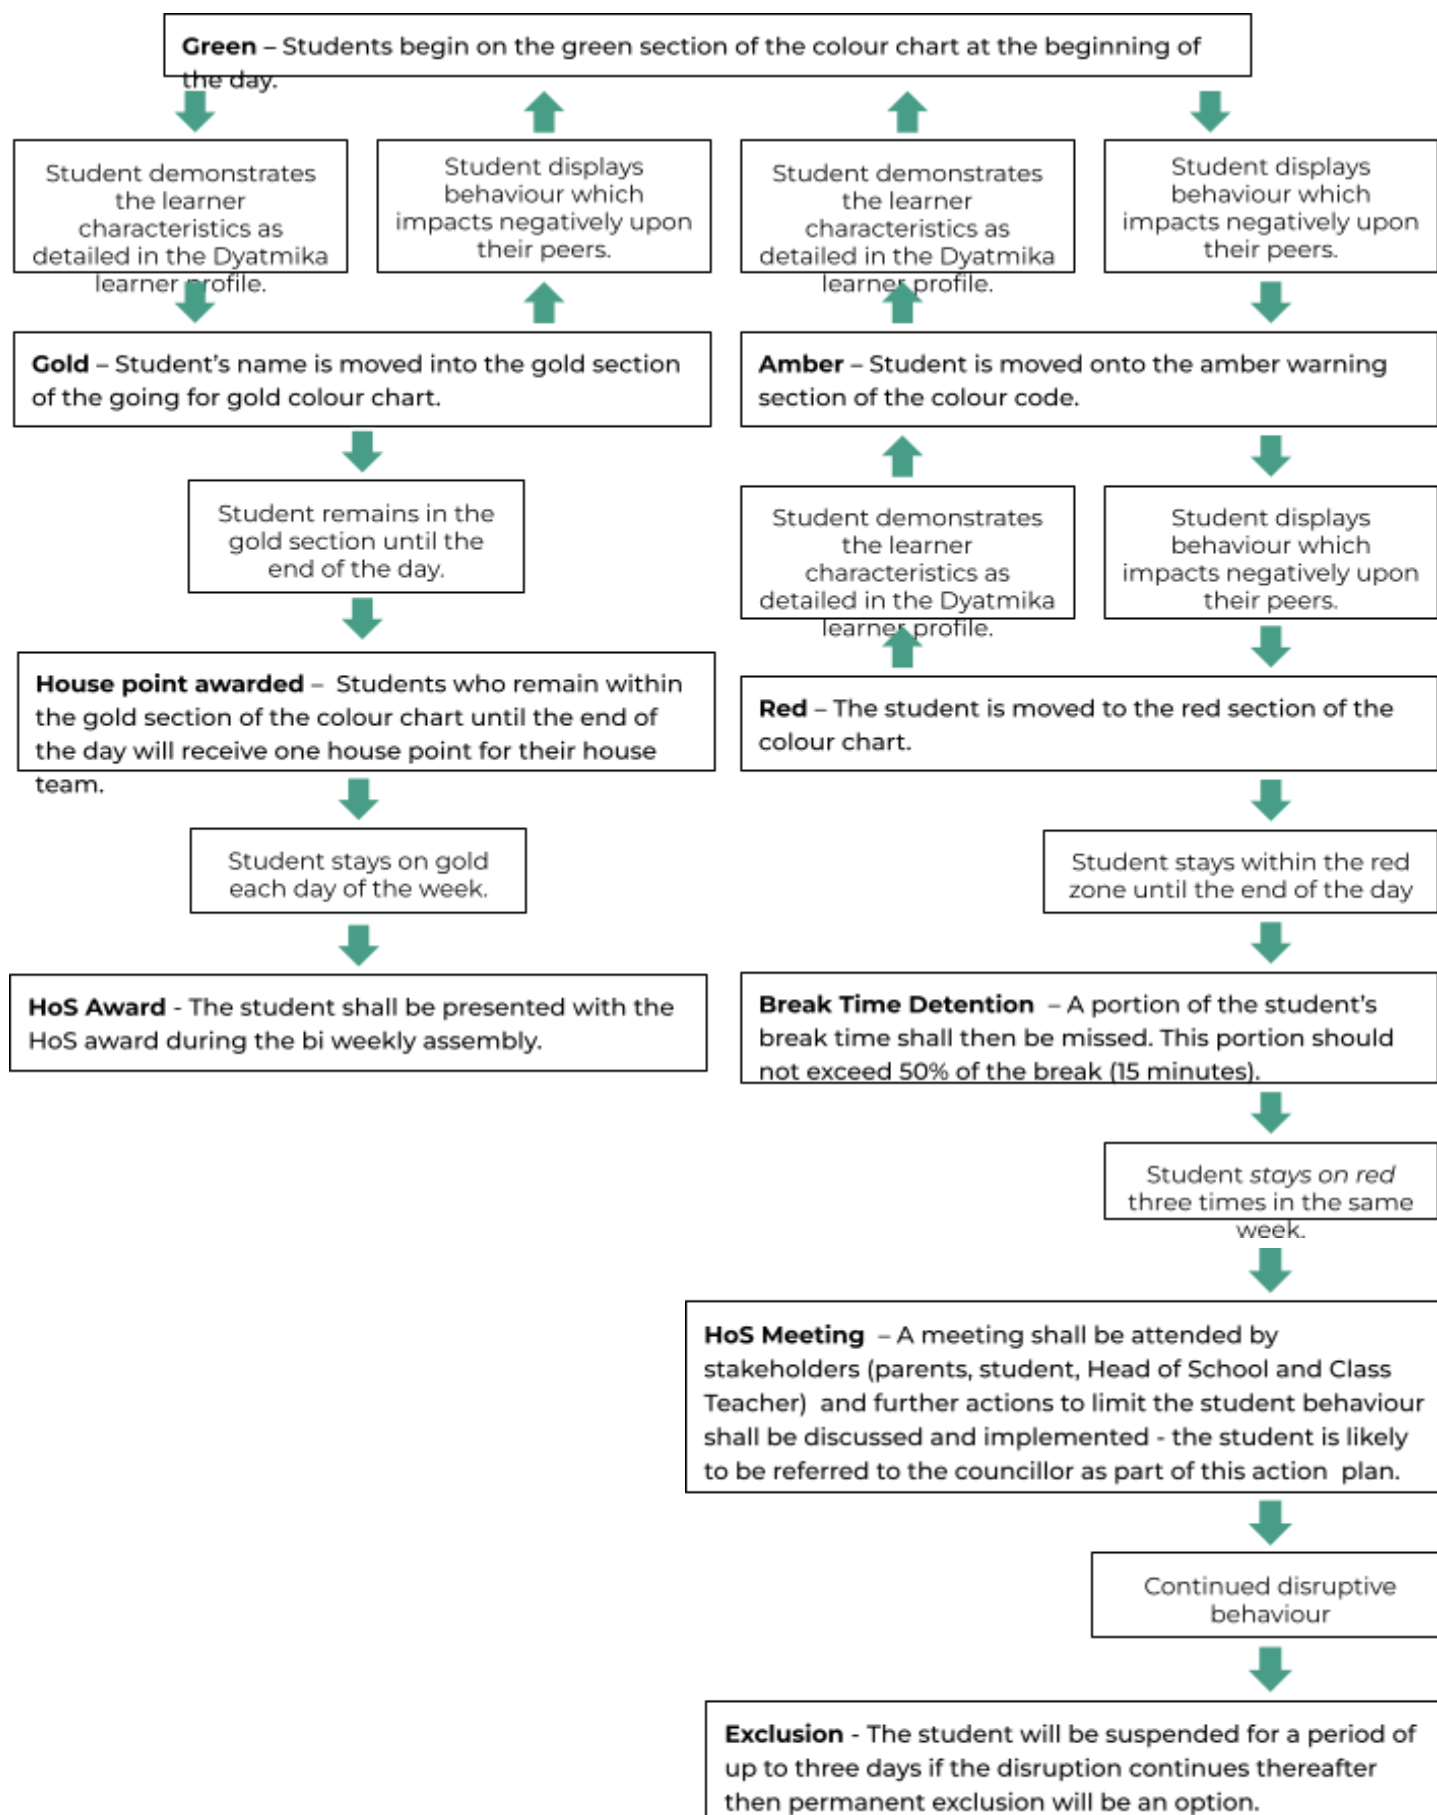 Green – Students begin on the green section of the colour chart at the beginning of
the day.
Student demonstrates
the learner
characteristics as
detailed in the Dyatmika
learner profile.
Student displays
behaviour which
impacts negatively upon
their peers.
Student demonstrates
the learner
characteristics as
detailed in the Dyatmika
learner profile.
Student displays
behaviour which
impacts negatively upon
their peers.
Gold – Student's name is moved into the gold section
of the going for gold colour chart.
Amber – Student is moved onto the amber warning
section of the colour code.
Student remains in the
gold section until the
end of the day.
Student demonstrates
the learner
characteristics as
detailed in the Dyatmika
learner profile.
Student displays
behaviour which
impacts negatively upon
their peers.
House point awarded – Students who remain within
the gold section of the colour chart until the end of
the day will receive one house point for their house
team.
Red – The student is moved to the red section of the
colour chart.
Student stays on gold
each day of the week.
Student stays within the red
zone until the end of the day
HoS Award - The student shall be presented with the
HoS award during the bi weekly assembly.
Break Time Detention – A portion of the student's
break time shall then be missed. This portion should
not exceed 50% of the break (15 minutes).
Student stays on red
three times in the same
week.
HoS Meeting – A meeting shall be attended by
stakeholders (parents, student, Head of School and Class
Teacher) and further actions to limit the student behaviour
shall be discussed and implemented - the student is likely
to be referred to the councillor as part of this action plan.
Continued disruptive
behaviour
Exclusion - The student will be suspended for a period of
up to three days if the disruption continues thereafter
then permanent exclusion will be an option.